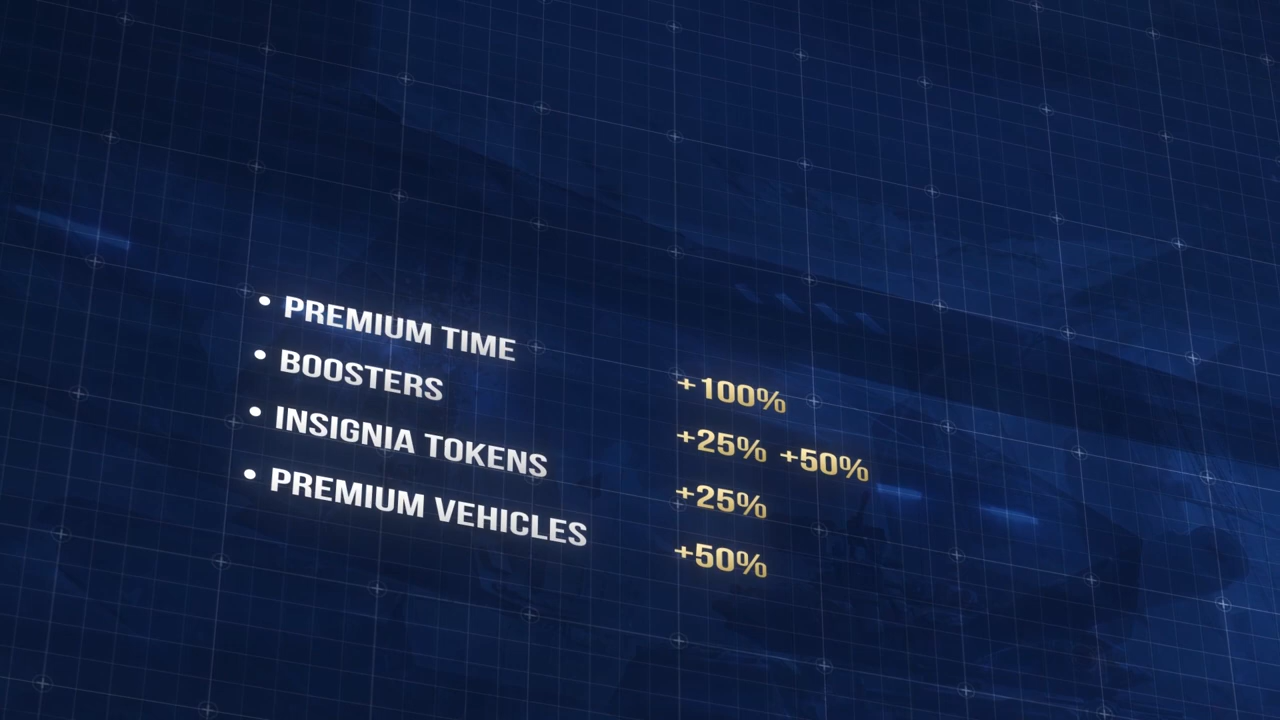 • PREMIUM TIME +100%
• BOOSTERS +25% +50%
• INSIGNIA TOKENS +25%
• PREMIUM VEHICLES +50%